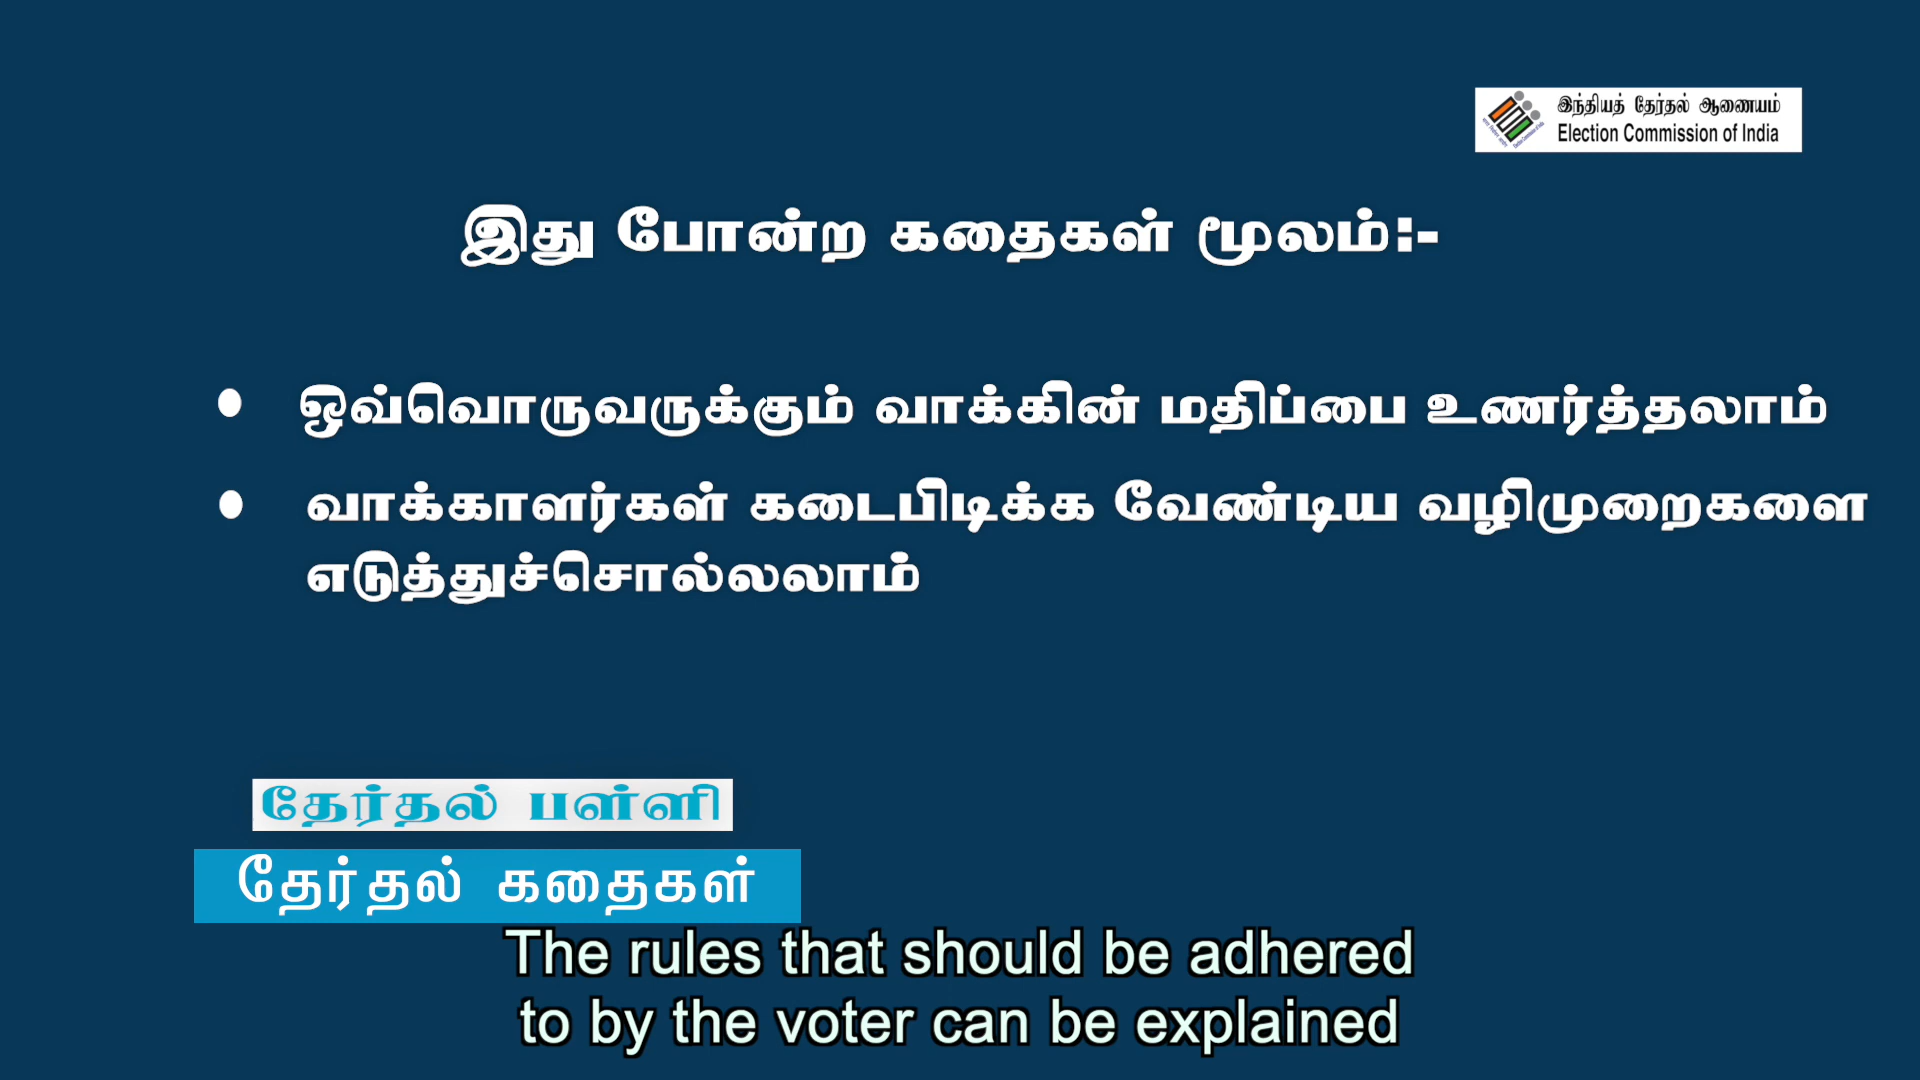 இந்தியத் தேர்தல் ஆணையம்
Election Commission of India
இது போன்ற கதைகள் மூலம்:-
• ஒவ்வொருவருக்கும் வாக்கின் மதிப்பை உணர்த்தலாம்
• வாக்காளர்கள் கடைபிடிக்க வேண்டிய வழிமுறைகளை
எடுத்துச்சொல்லலாம்
தேர்தல் பள்ளி
தேர்தல் கதைகள்
The rules that should be adhered
to by the voter can be explained